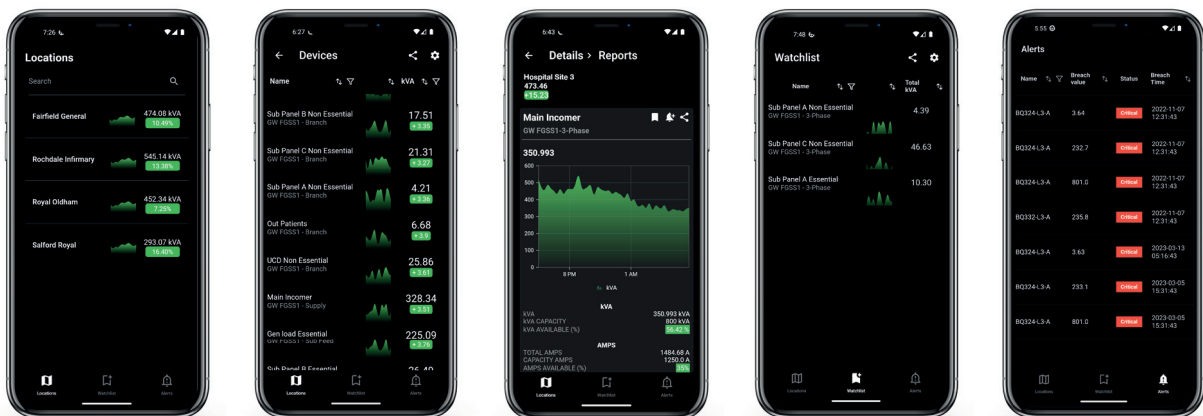 7:26
Locations
Search
Fairfield General
474.08 kVA
10.49%
Rochdale Infirmary
545.14 kVA
13.38%
Royal Oldham
452.34 kVA
7.25%
Salford Royal
293.07 kVA
16.40%
Locations
Watchlist
Alerts
6:27
Devices
Name
kVA
Sub Panel B Non Essential
GW FGSS1 - Branch
17.51
+ 3.35
Sub Panel C Non Essential
GW FGSS1 - Branch
21.31
+ 3.27
Sub Panel A Non Essential
GW FGSS1 - Branch
4.21
+ 3.36
Out Patients
GW FGSS1 - Branch
6.68
+ 3.9
UCD Non Essential
GW FGSS1 - Branch
25.86
+ 3.61
Main Incomer
GW FGSS1 - Supply
328.34
+ 3.51
Gen load Essential
GW FGSS1 - Sub Feed
225.09
+ 3.76
Sub Panel B Essential
26.40
Locations
Watchlist
Alerts
6:43
Details > Reports
Hospital Site 3
473.46
+15.23
Main Incomer
GW FGSS1-3-Phase
350.993
600
500
400
300
200
100
0
8 PM
1 AM
kVA
kVA
kVA
350.993 kVA
kVA CAPACITY
800 kVA
kVA AVAILABLE (%)
56.42 %
AMPS
TOTAL AMPS
1484.68 A
CAPACITY AMPS
1250.0 A
AMPS AVAILABLE (%)
35%
Locations
Watchlist
Alerts
7:48
Watchlist
Name
Total
kVA
Sub Panel A Non Essential
GW FGSS1 - 3-Phase
4.39
Sub Panel C Non Essential
GW FGSS1 - 3-Phase
46.63
Sub Panel A Essential
GW FGSS1 - 3-Phase
10.30
Locations
Watchlist
Alerts
5:55
Alerts
Name
Breach
value
Status
Breach
Time
BQ324-L3-A
3.64
Critical
2022-11-07
12:31:43
BQ324-L3-A
232.7
Critical
2022-11-07
12:31:43
BQ324-L3-A
801.0
Critical
2022-11-07
12:31:43
BQ332-L3-A
235.8
Critical
2022-11-07
12:31:43
BQ324-L3-A
3.63
Critical
2023-03-13
05:16:43
BQ324-L3-A
233.1
Critical
2023-03-05
15:31:43
BQ324-L3-A
801.0
Critical
2023-03-05
15:31:43
Locations
Watchlist
Alerts